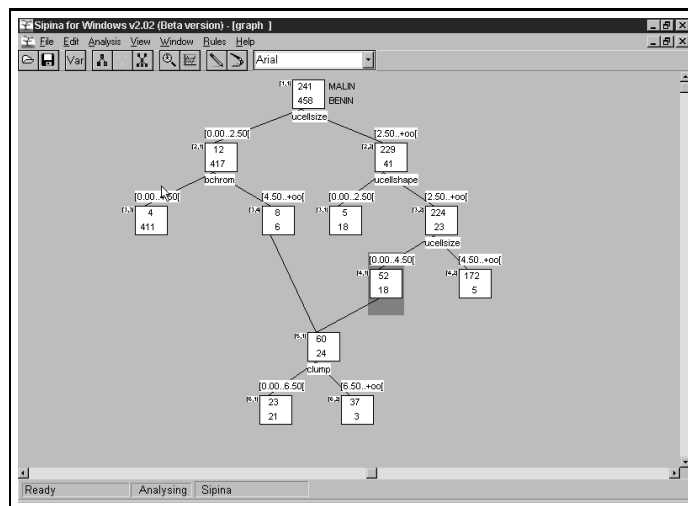 Sipina for Windows v2.02 (Beta version) - [graph ]
File Edit Analysis View Window Rules Help
Var Arial
[1,1] 241 MALIN
458 BENIN
ucellsize
[0.00..2.50[ [2.50..+oo[
[2,1] 12 [2,2] 229
417 41
bchrom ucellshape
[0.00..4.50[ [4.50..+oo[ [0.00..2.50[ [2.50..+oo[
[3,3] 4 [3,4] 8 [3,1] 5 [3,2] 224
411 6 18 23
ucellsize
[0.00..4.50[ [4.50..+oo[
[4,1] 52 [4,2] 172
18 5
[5,1] 60
24
clump
[0.00..6.50[ [6.50..+oo[
[6,1] 23 [6,2] 37
21 3
Ready Analysing Sipina